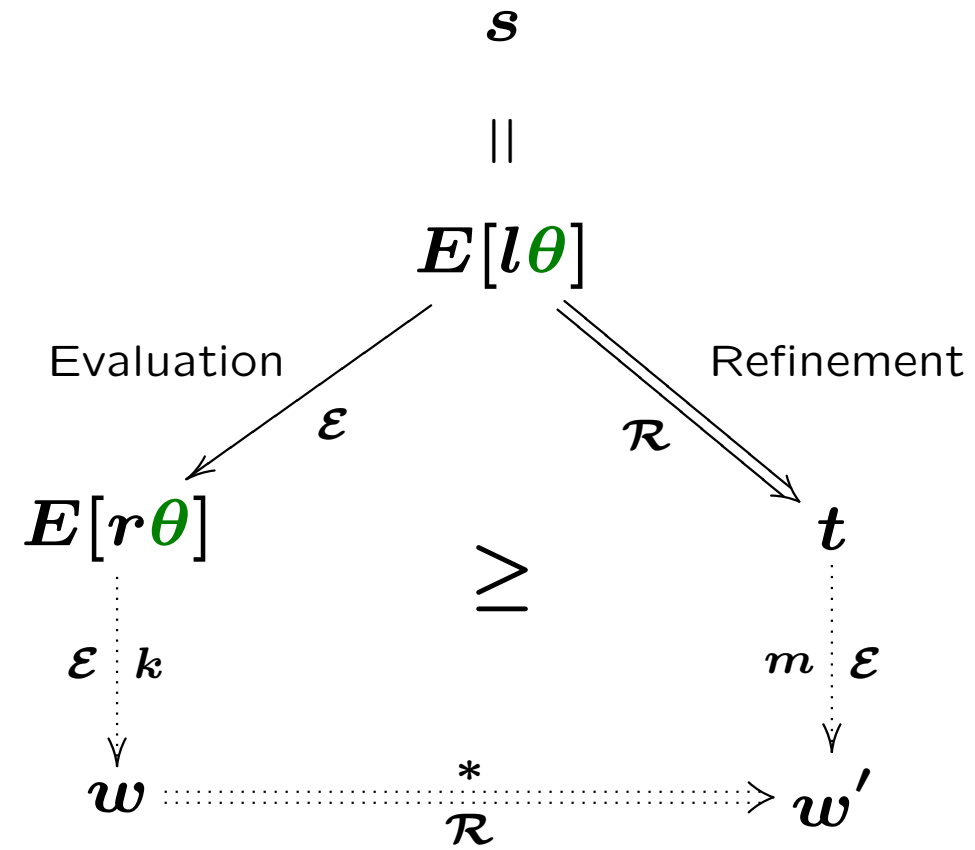 s
||
E[lθ]
Evaluation Refinement
ℰ ℛ
E[rθ] t
≥
ℰ k m ℰ
*
w w′
ℛ